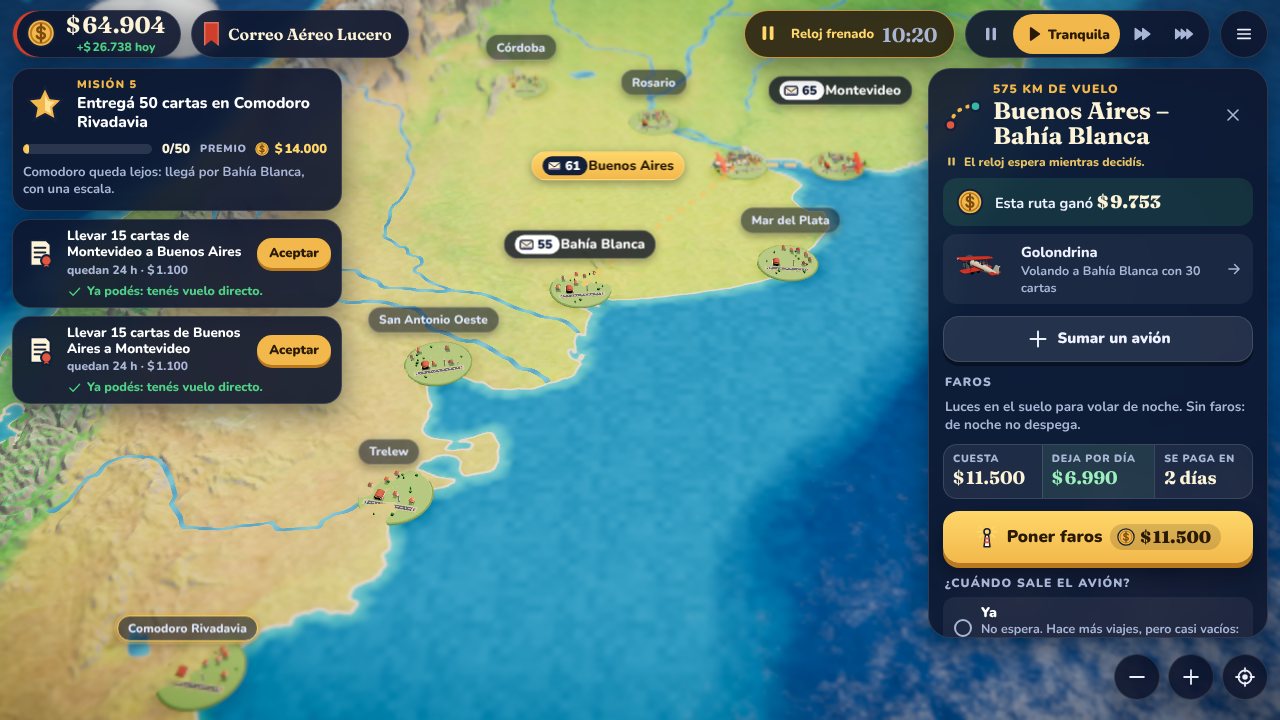 $64.904
+$26.738 hoy
Correo Aéreo Lucero
Reloj frenado 10:20
Tranquila
MISIÓN 5
Entregá 50 cartas en Comodoro
Rivadavia
0/50 PREMIO $14.000
Comodoro queda lejos: llegá por Bahía Blanca,
con una escala.
Llevar 15 cartas de
Montevideo a Buenos Aires
quedan 24 h · $1.100
Ya podés: tenés vuelo directo.
Aceptar
Llevar 15 cartas de Buenos
Aires a Montevideo
quedan 24 h · $1.100
Ya podés: tenés vuelo directo.
Aceptar
Córdoba
Rosario
65 Montevideo
61 Buenos Aires
Mar del Plata
55 Bahía Blanca
San Antonio Oeste
Trelew
Comodoro Rivadavia
575 KM DE VUELO
Buenos Aires –
Bahía Blanca
El reloj espera mientras decidís.
Esta ruta ganó $9.753
Golondrina
Volando a Bahía Blanca con 30
cartas
Sumar un avión
FAROS
Luces en el suelo para volar de noche. Sin faros:
de noche no despega.
CUESTA
$11.500
DEJA POR DÍA
$6.990
SE PAGA EN
2 días
Poner faros $11.500
¿CUÁNDO SALE EL AVIÓN?
Ya
No espera. Hace más viajes, pero casi vacíos: